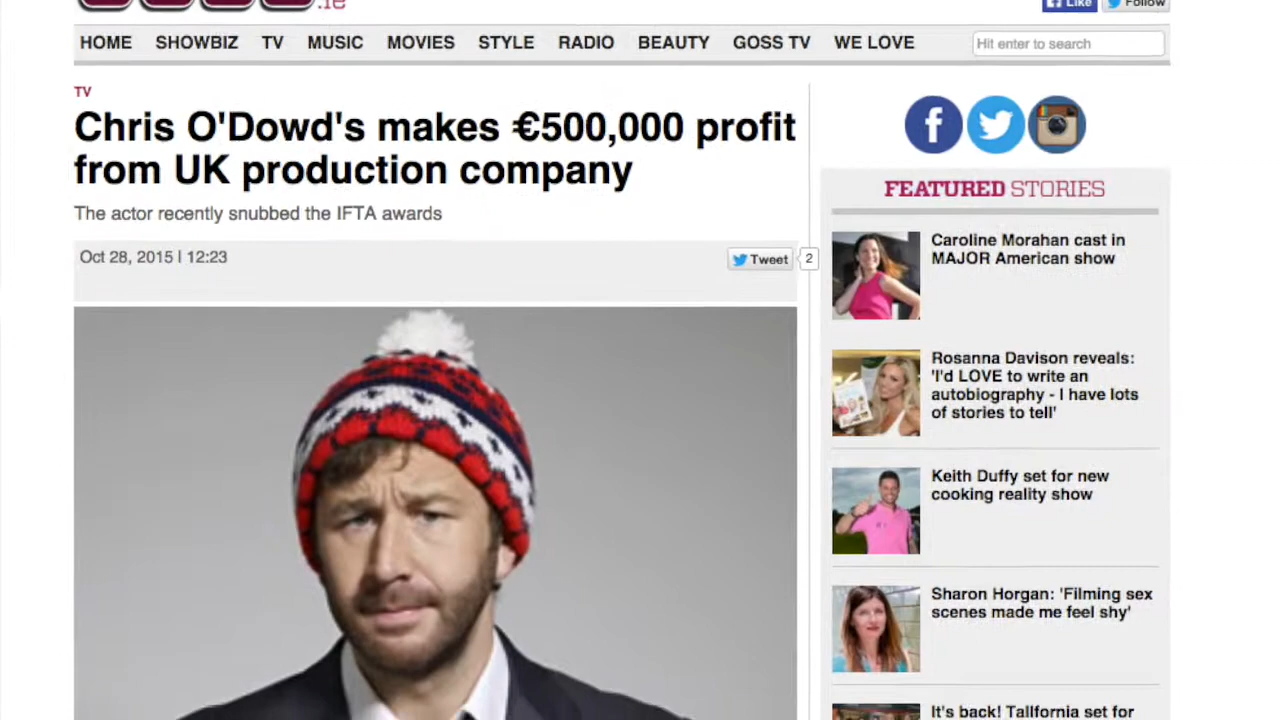 .ie
Like
Follow
HOME SHOWBIZ TV MUSIC MOVIES STYLE RADIO BEAUTY GOSS TV WE LOVE
Hit enter to search
TV
Chris O'Dowd's makes €500,000 profit
from UK production company
The actor recently snubbed the IFTA awards
Oct 28, 2015 | 12:23
Tweet 2
FEATURED STORIES
Caroline Morahan cast in
MAJOR American show
Rosanna Davison reveals:
'I'd LOVE to write an
autobiography - I have lots
of stories to tell'
Keith Duffy set for new
cooking reality show
Sharon Horgan: 'Filming sex
scenes made me feel shy'
It's back! Tallfornia set for